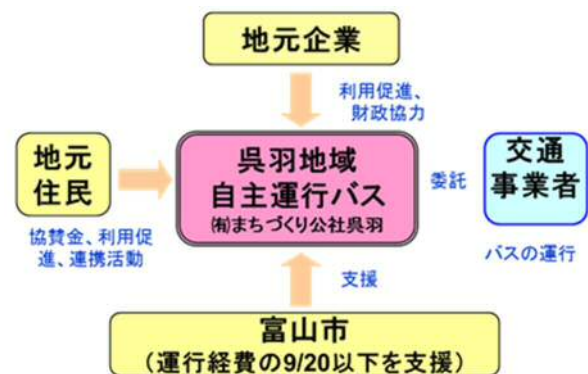 地元企業
利用促進、
財政協力
地元
住民
協賛金、利用促
進、連携活動
呉羽地域
自主運行バス
㈲まちづくり公社呉羽
委託
交通
事業者
バスの運行
支援
富山市
（運行経費の9/20以下を支援）